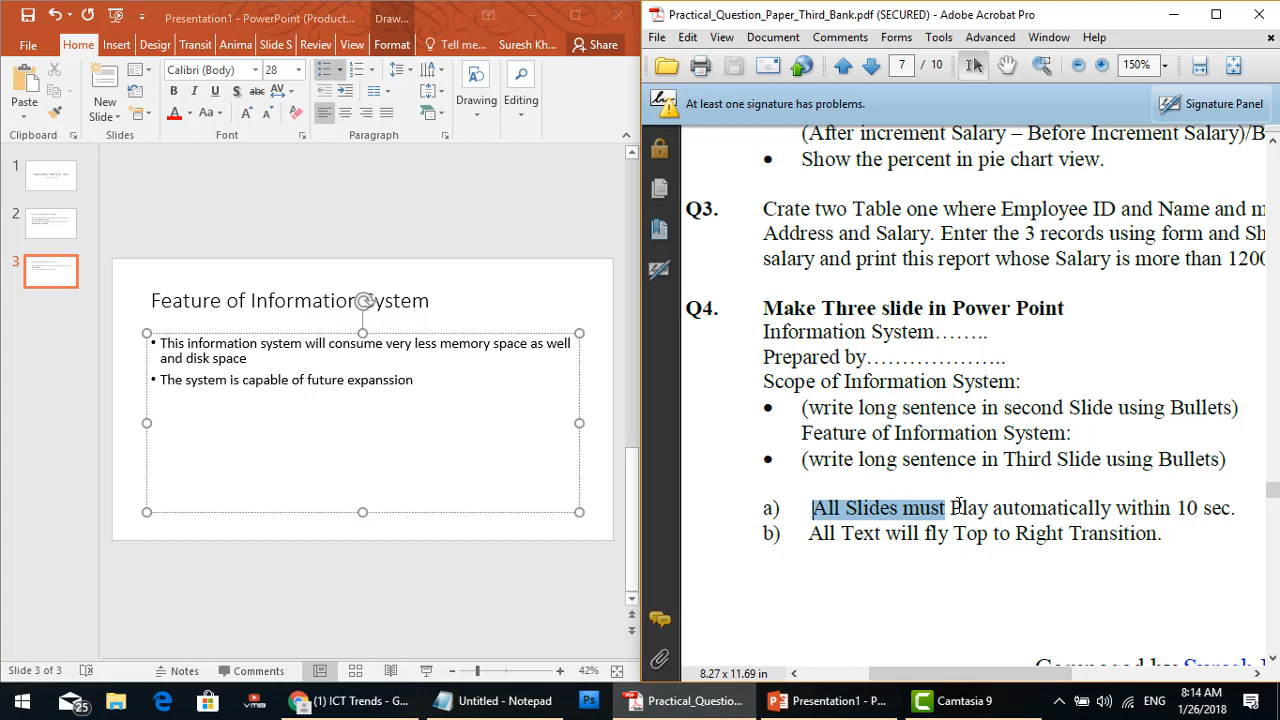 Presentation1 - PowerPoint (Product... Draw...
File Home Insert Design Transit Anima Slide S Review View Format Tell me... Suresh Kh... Share
Calibri (Body) 28
Paste New Slide Drawing Editing
Clipboard Slides Font Paragraph
1
2
3
Feature of Information System
• This information system will consume very less memory space as well
and disk space
• The system is capable of future expanssion
Slide 3 of 3 Notes Comments 42%
Practical_Question_Paper_Third_Bank.pdf (SECURED) - Adobe Acrobat Pro
File Edit View Document Comments Forms Tools Advanced Window Help
7 / 10 150%
At least one signature has problems. Signature Panel
(After increment Salary – Before Increment Salary)/B
• Show the percent in pie chart view.
Q3. Crate two Table one where Employee ID and Name and m
Address and Salary. Enter the 3 records using form and Sh
salary and print this report whose Salary is more than 1200
Q4. Make Three slide in Power Point
Information System……..
Prepared by…………………..
Scope of Information System:
• (write long sentence in second Slide using Bullets)
Feature of Information System:
• (write long sentence in Third Slide using Bullets)
a) All Slides must Play automatically within 10 sec.
b) All Text will fly Top to Right Transition.
8.27 x 11.69 in
25 (1) ICT Trends - G... Untitled - Notepad Ps Practical_Questio... Presentation1 - P... Camtasia 9 ENG 8:14 AM
1/26/2018